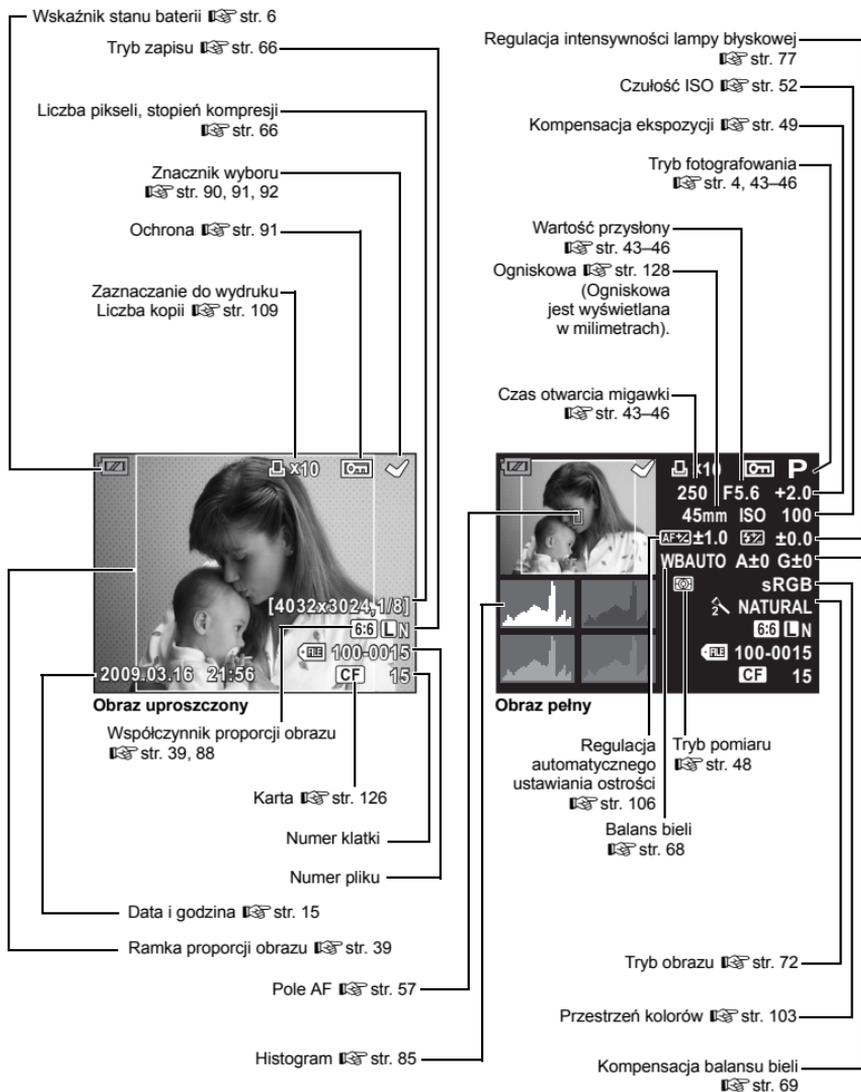 Wskaźnik stanu baterii ☞ str. 6
Tryb zapisu ☞ str. 66
Liczba pikseli, stopień kompresji
☞ str. 66
Znacznik wyboru
☞ str. 90, 91, 92
Ochrona ☞ str. 91
Zaznaczanie do wydruku
Liczba kopii ☞ str. 109
x10
[4032x3024,1/8]
6:6 L N
FILE 100-0015
2009.03.16 21:56
CF 15
Obraz uproszczony
Współczynnik proporcji obrazu
☞ str. 39, 88
Karta ☞ str. 126
Numer klatki
Numer pliku
Data i godzina ☞ str. 15
Ramka proporcji obrazu ☞ str. 39
Pole AF ☞ str. 57
Histogram ☞ str. 85
Regulacja intensywności lampy błyskowej
☞ str. 77
Czułość ISO ☞ str. 52
Kompensacja ekspozycji ☞ str. 49
Tryb fotografowania
☞ str. 4, 43–46
Wartość przysłony
☞ str. 43–46
Ogniskowa ☞ str. 128
(Ogniskowa
jest wyświetlana
w milimetrach).
Czas otwarcia migawki
☞ str. 43–46
x10 P
250 F5.6 +2.0
45mm ISO 100
AF ±1.0 ±0.0
WBAUTO A±0 G±0
sRGB
2 NATURAL
6:6 L N
FILE 100-0015
CF 15
Obraz pełny
Regulacja
automatycznego
ustawiania ostrości
☞ str. 106
Tryb pomiaru
☞ str. 48
Balans bieli
☞ str. 68
Tryb obrazu ☞ str. 72
Przestrzeń kolorów ☞ str. 103
Kompensacja balansu bieli
☞ str. 69